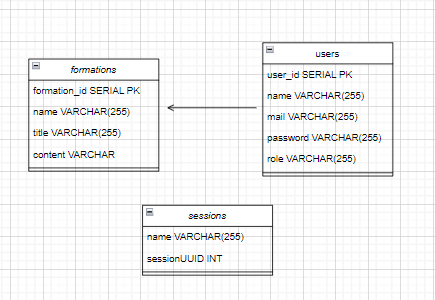 formations
formation_id SERIAL PK
name VARCHAR(255)
title VARCHAR(255)
content VARCHAR
users
user_id SERIAL PK
name VARCHAR(255)
mail VARCHAR(255)
password VARCHAR(255)
role VARCHAR(255)
sessions
name VARCHAR(255)
sessionUUID INT